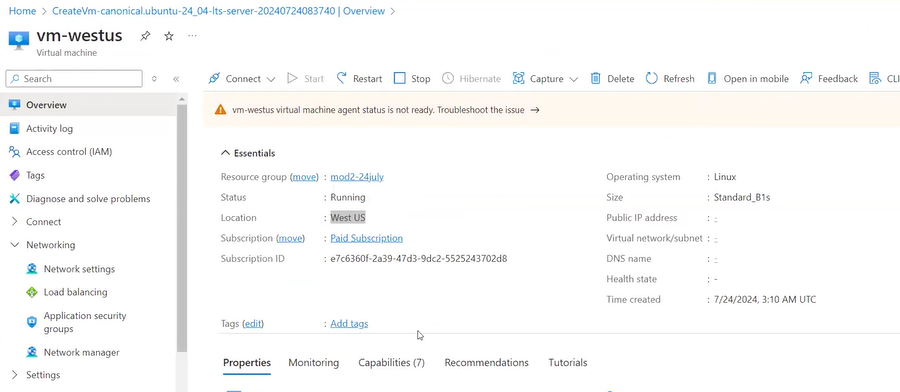 Home > CreateVm-canonical.ubuntu-24_04-lts-server-20240724083740 | Overview >
vm-westus
Virtual machine
Search
Connect Start Restart Stop Hibernate Capture Delete Refresh Open in mobile Feedback CLI
vm-westus virtual machine agent status is not ready. Troubleshoot the issue →
Overview
Activity log
Access control (IAM)
Tags
Diagnose and solve problems
Connect
Networking
Network settings
Load balancing
Application security
groups
Network manager
Settings
Essentials
Resource group (move) : mod2-24july
Status : Running
Location : West US
Subscription (move) : Paid Subscription
Subscription ID : e7c6360f-2a39-47d3-9dc2-5525243702d8
Operating system : Linux
Size : Standard_B1s
Public IP address : -
Virtual network/subnet : -
DNS name : -
Health state : -
Time created : 7/24/2024, 3:10 AM UTC
Tags (edit) : Add tags
Properties Monitoring Capabilities (7) Recommendations Tutorials